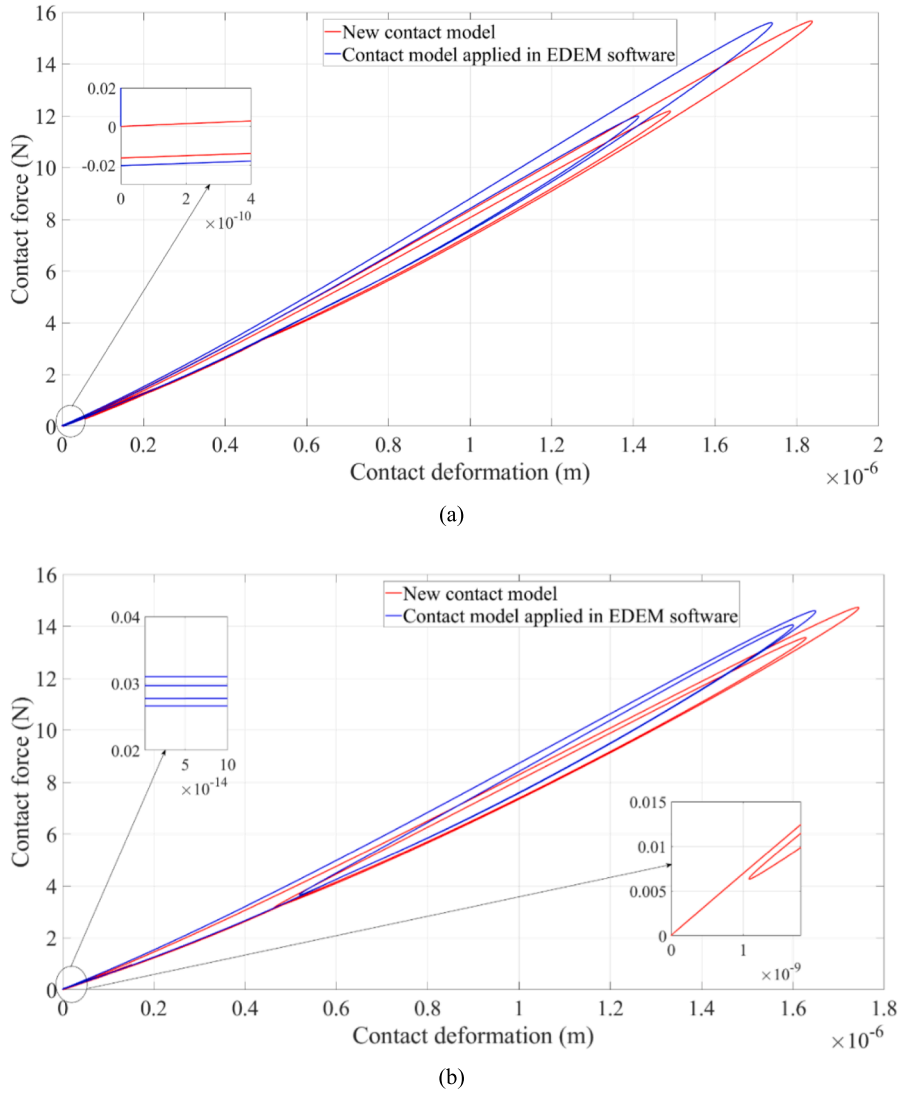 16
14
12
10
8
6
4
2
0
Contact force (N)
New contact model
Contact model applied in EDEM software
0.02
0
-0.02
0 2 4
×10⁻¹⁰
0 0.2 0.4 0.6 0.8 1 1.2 1.4 1.6 1.8 2
Contact deformation (m)
×10⁻⁶
(a)
16
14
12
10
8
6
4
2
0
Contact force (N)
New contact model
Contact model applied in EDEM software
0.04
0.03
0.02
5 10
×10⁻¹⁴
0.015
0.01
0.005
0
0 1
×10⁻⁹
0 0.2 0.4 0.6 0.8 1 1.2 1.4 1.6 1.8
Contact deformation (m)
×10⁻⁶
(b)